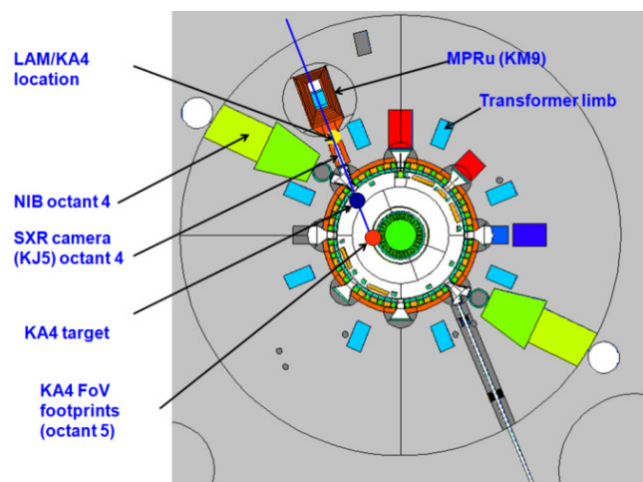 LAM/KA4
location
MPRu (KM9)
Transformer limb
NIB octant 4
SXR camera
(KJ5) octant 4
KA4 target
KA4 FoV
footprints
(octant 5)